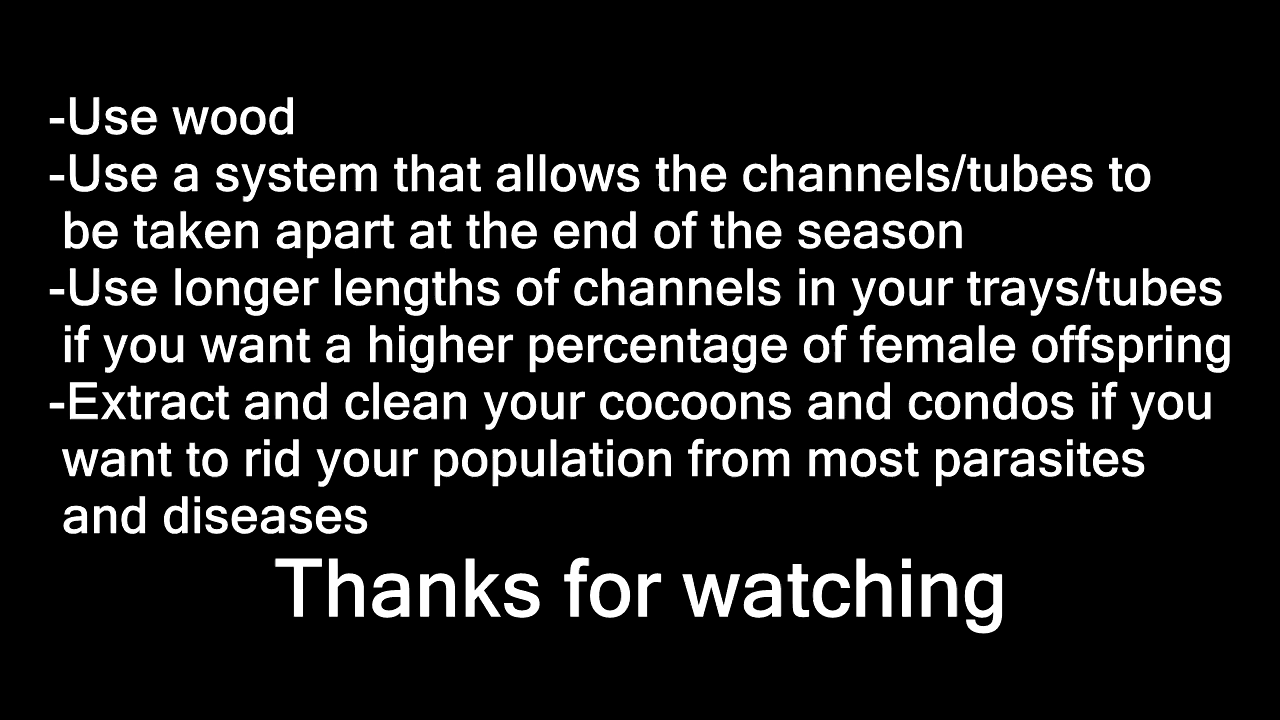 -Use wood
-Use a system that allows the channels/tubes to
be taken apart at the end of the season
-Use longer lengths of channels in your trays/tubes
if you want a higher percentage of female offspring
-Extract and clean your cocoons and condos if you
want to rid your population from most parasites
and diseases
Thanks for watching